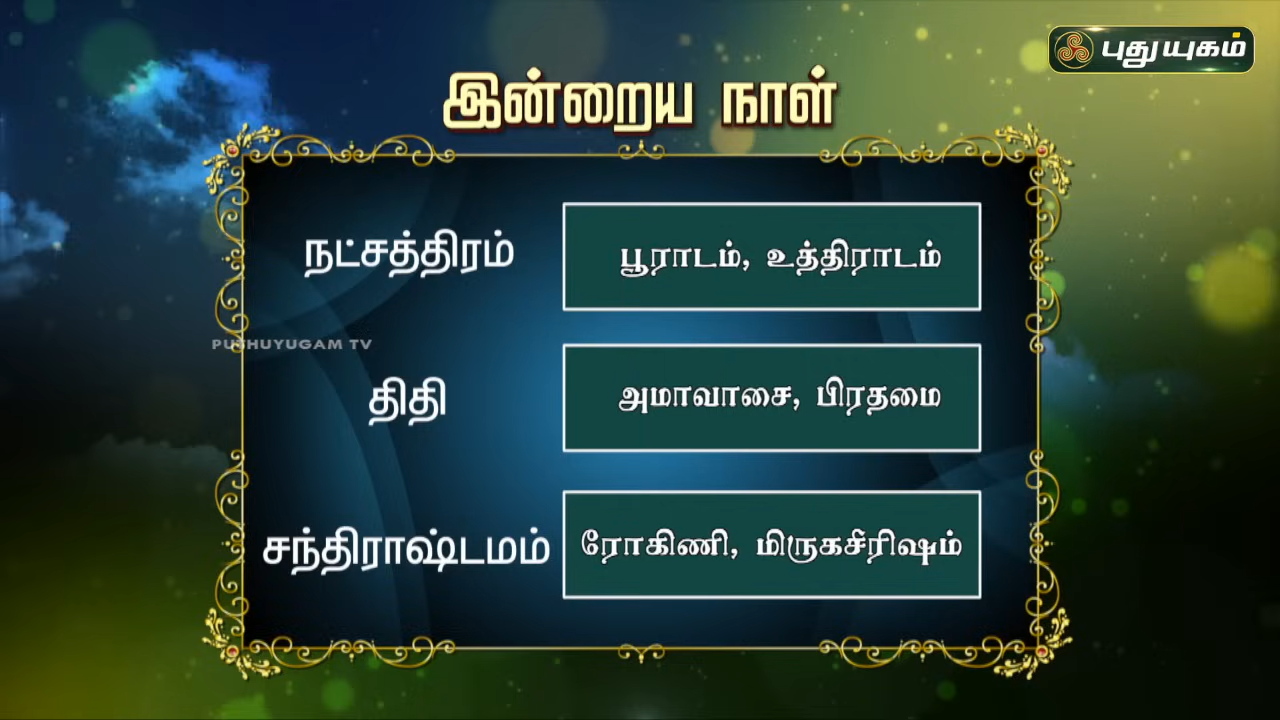 புதுயுகம்
இன்றைய நாள்
நட்சத்திரம்
பூராடம், உத்திராடம்
PUTHUYUGAM TV
திதி
அமாவாசை, பிரதமை
சந்திராஷ்டமம்
ரோகிணி, மிருகசீரிஷம்